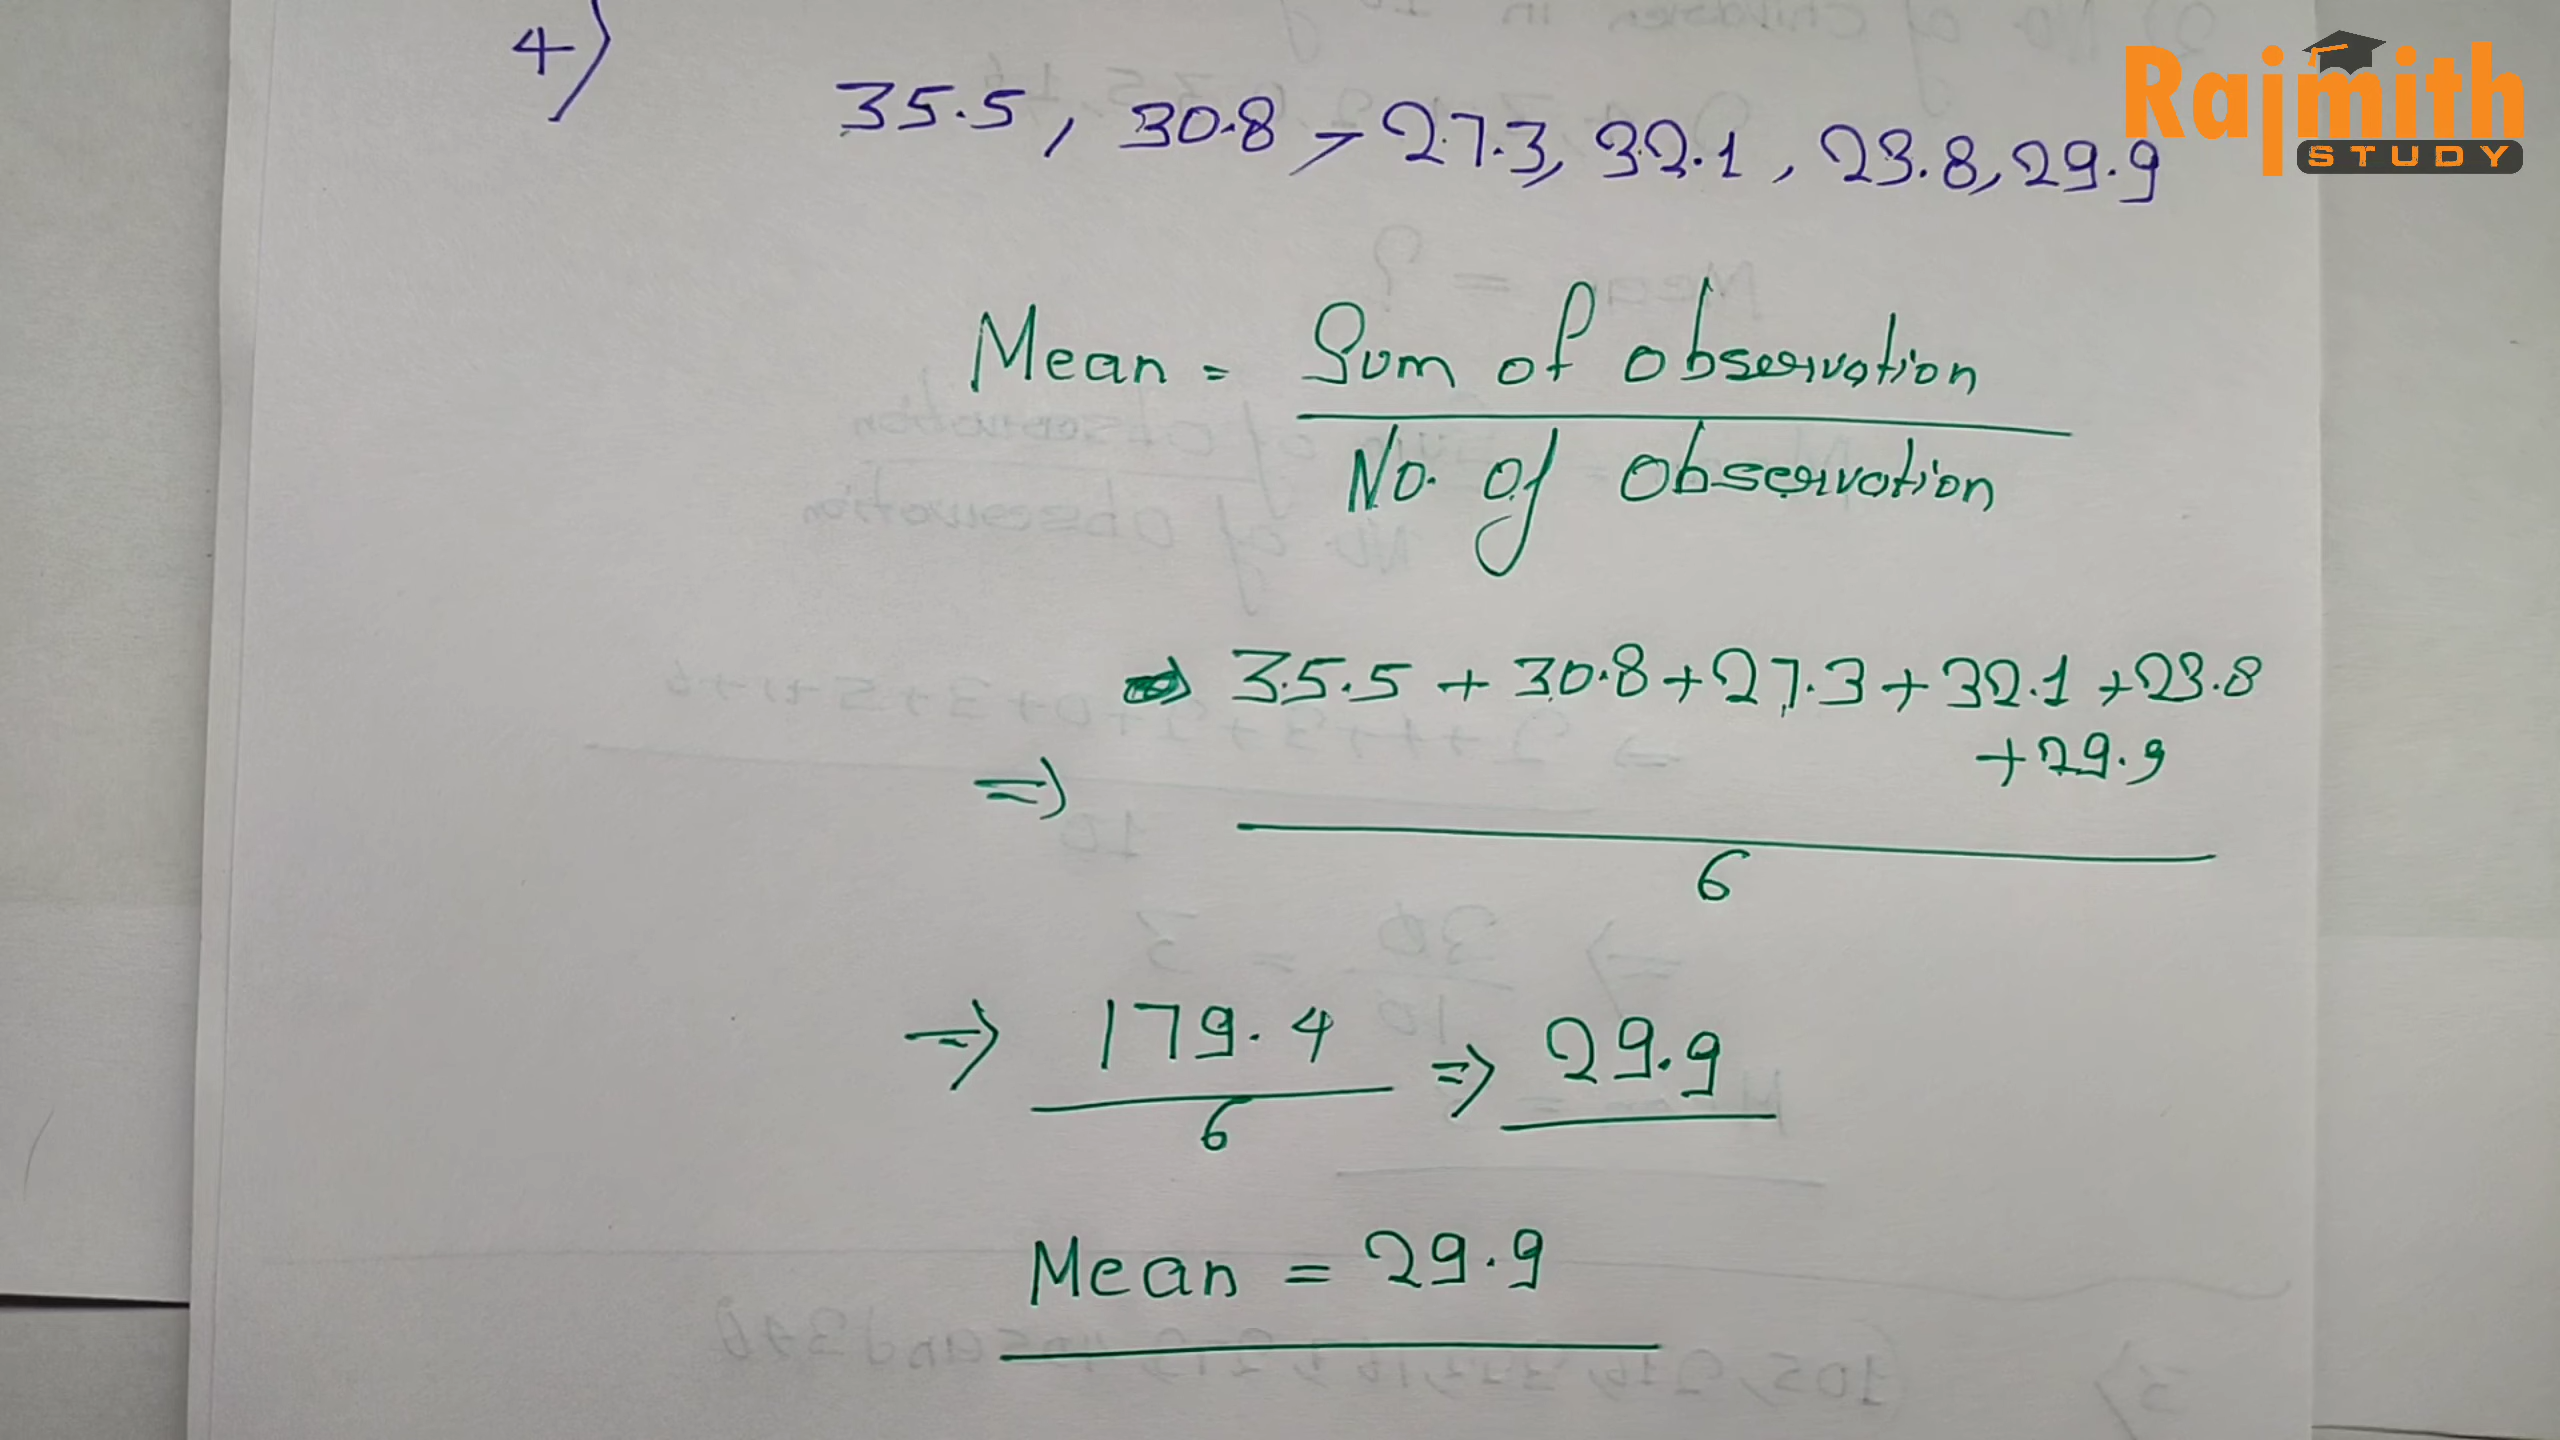 4)
35.5, 30.8, 27.3, 32.1, 23.8, 29.9
Rajmith
STUDY
Mean = Sum of observation
No. of observation
35.5 + 30.8 + 27.3 + 32.1 + 23.8
+ 29.9
=>
6
=> 179.4 => 29.9
6
Mean = 29.9